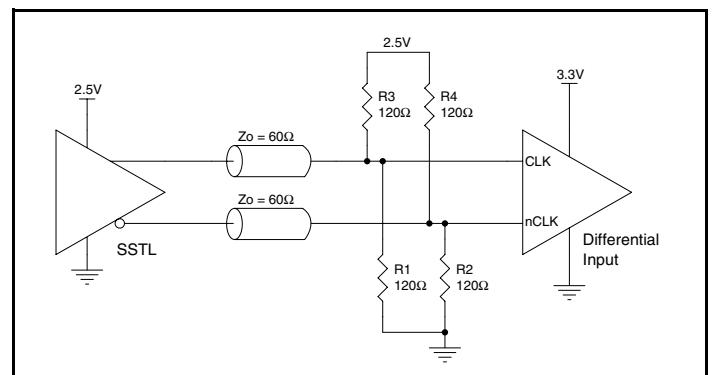 2.5V
3.3V
2.5V
R3
120Ω
R4
120Ω
Zo = 60Ω
CLK
Zo = 60Ω
nCLK
SSTL
Differential
Input
R1
120Ω
R2
120Ω